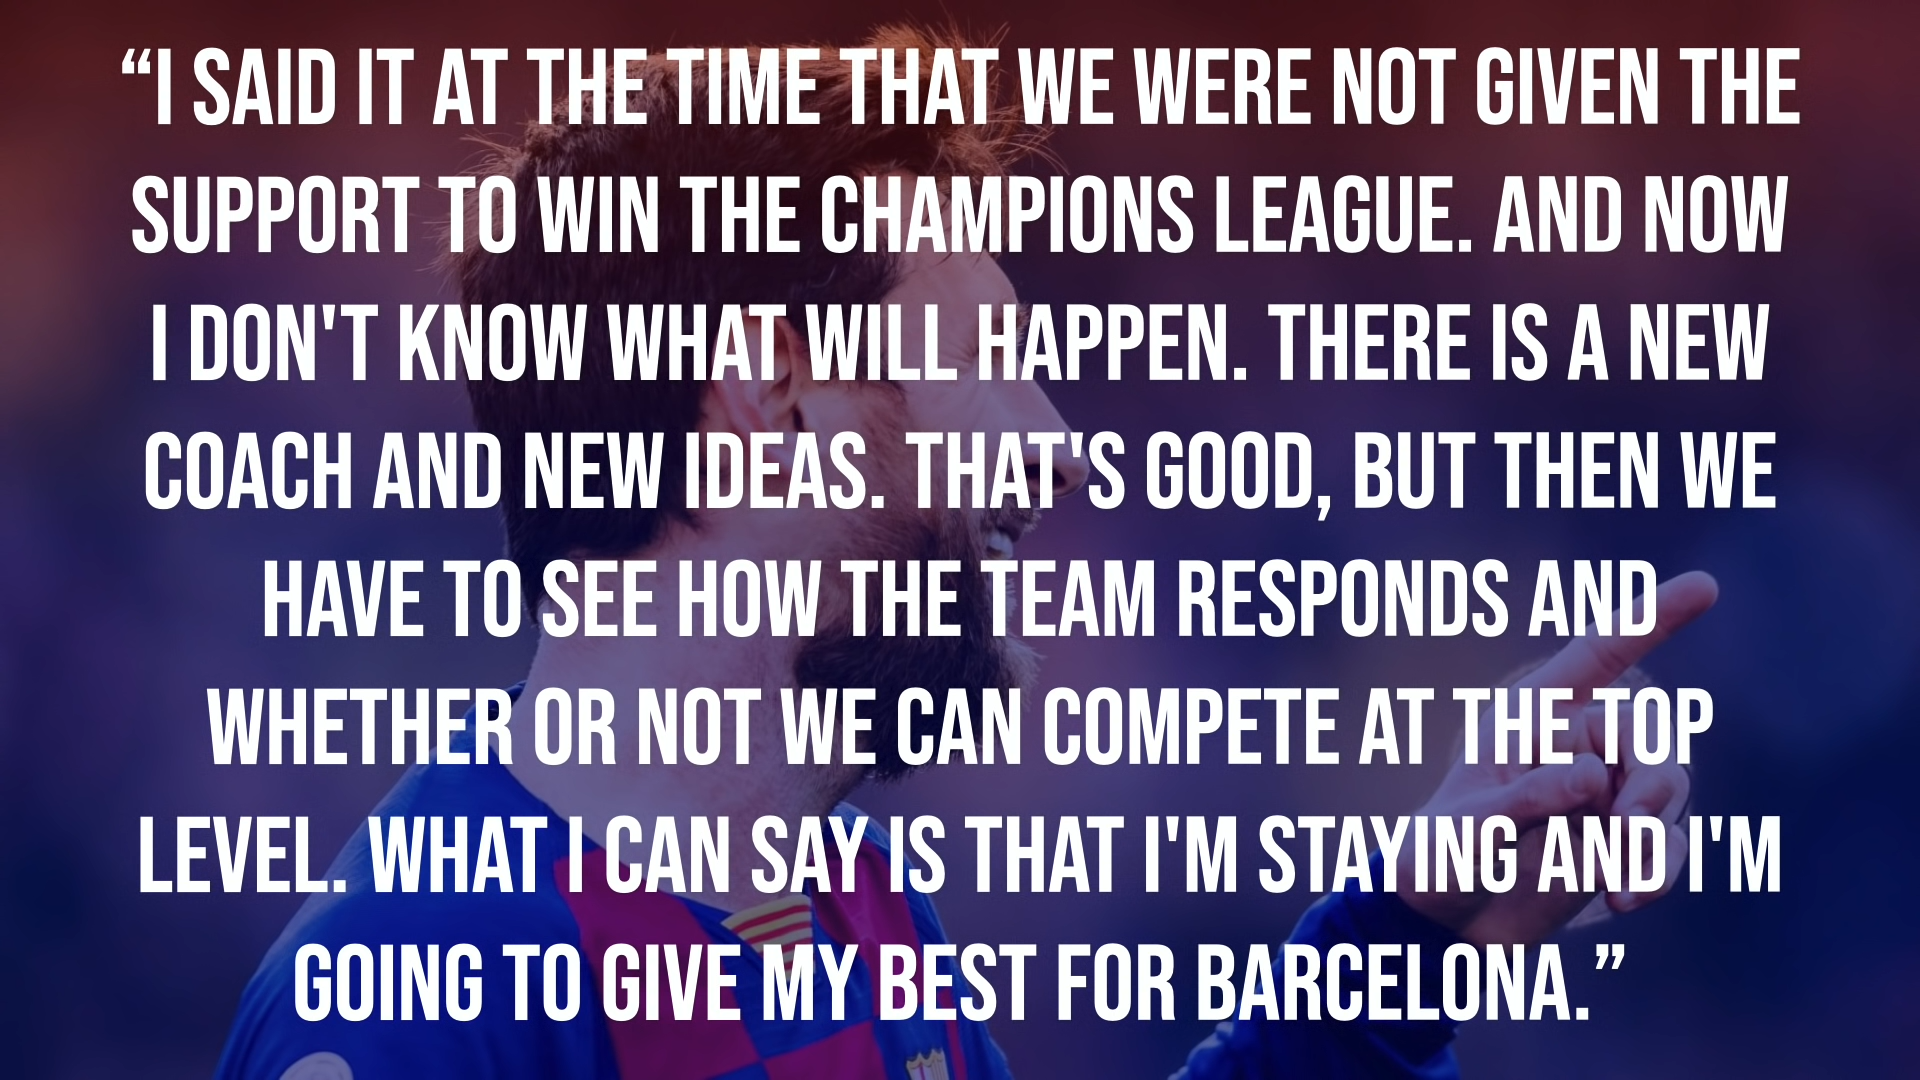 “I SAID IT AT THE TIME THAT WE WERE NOT GIVEN THE
SUPPORT TO WIN THE CHAMPIONS LEAGUE. AND NOW
I DON'T KNOW WHAT WILL HAPPEN. THERE IS A NEW
COACH AND NEW IDEAS. THAT'S GOOD, BUT THEN WE
HAVE TO SEE HOW THE TEAM RESPONDS AND
WHETHER OR NOT WE CAN COMPETE AT THE TOP
LEVEL. WHAT I CAN SAY IS THAT I'M STAYING AND I'M
GOING TO GIVE MY BEST FOR BARCELONA.”